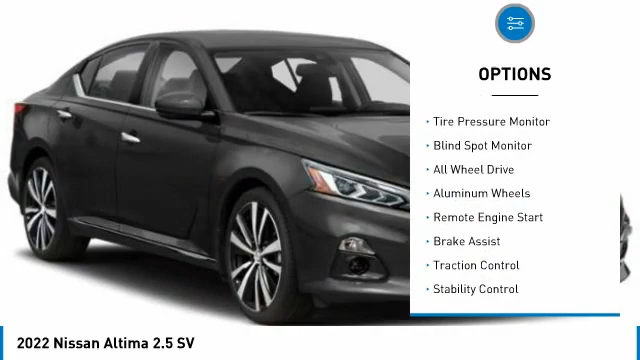 OPTIONS
· Tire Pressure Monitor
· Blind Spot Monitor
· All Wheel Drive
· Aluminum Wheels
· Remote Engine Start
· Brake Assist
· Traction Control
· Stability Control
2022 Nissan Altima 2.5 SV